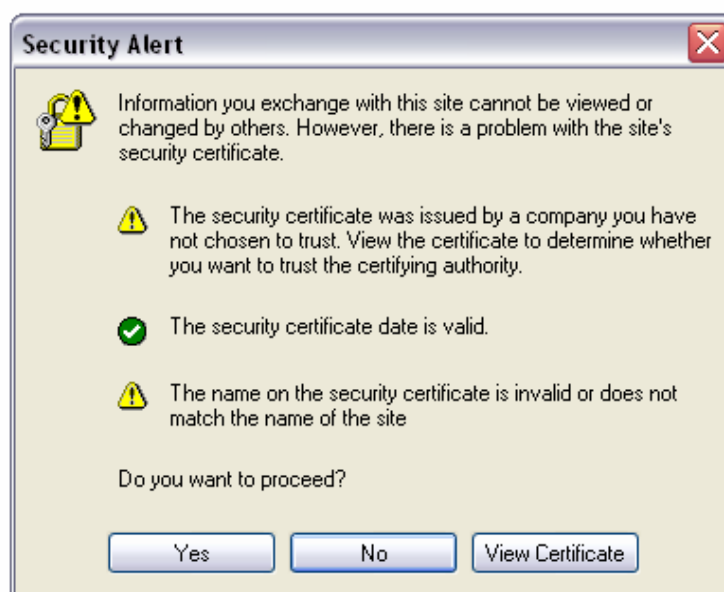 Security Alert
Information you exchange with this site cannot be viewed or
changed by others. However, there is a problem with the site's
security certificate.
The security certificate was issued by a company you have
not chosen to trust. View the certificate to determine whether
you want to trust the certifying authority.
The security certificate date is valid.
The name on the security certificate is invalid or does not
match the name of the site
Do you want to proceed?
Yes
No
View Certificate